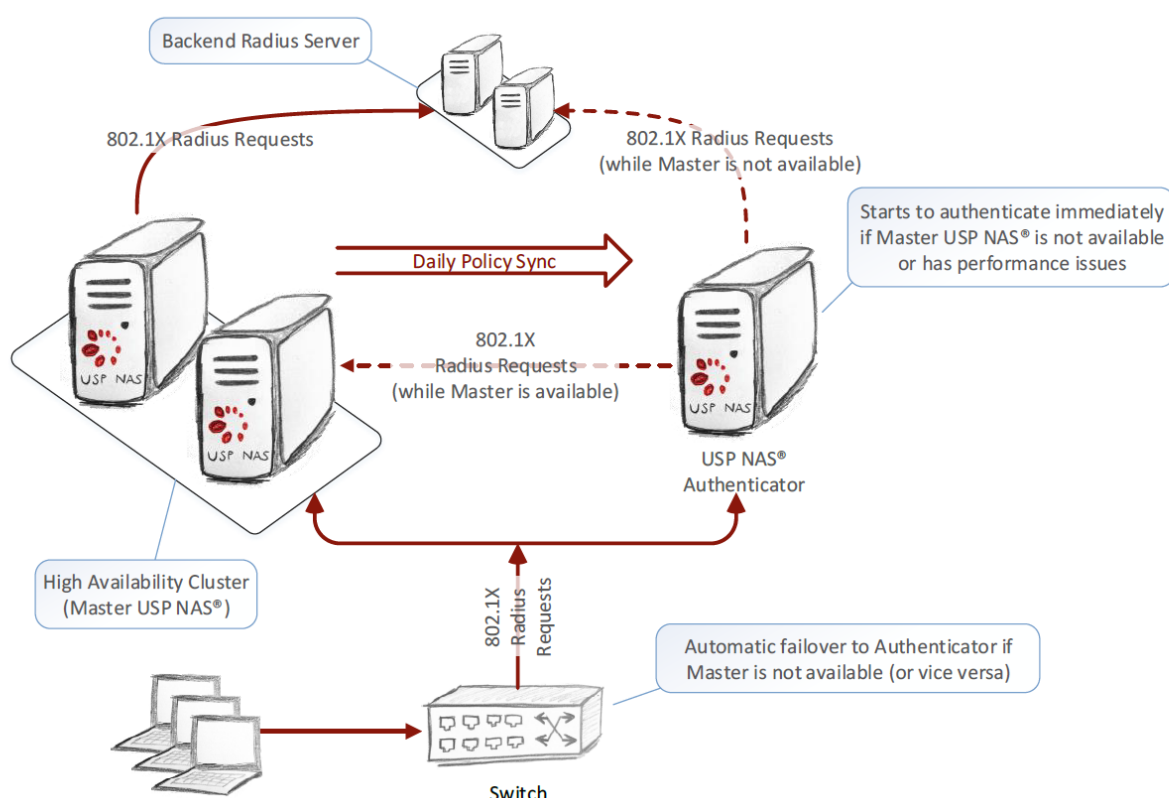 Backend Radius Server
802.1X Radius Requests
802.1X Radius Requests
(while Master is not available)
Starts to authenticate immediately
if Master USP NAS® is not available
or has performance issues
Daily Policy Sync
802.1X
Radius Requests
(while Master is available)
USP NAS
USP NAS
USP NAS
USP NAS®
Authenticator
High Availability Cluster
(Master USP NAS®)
802.1X
Radius
Requests
Automatic failover to Authenticator if
Master is not available (or vice versa)
Switch